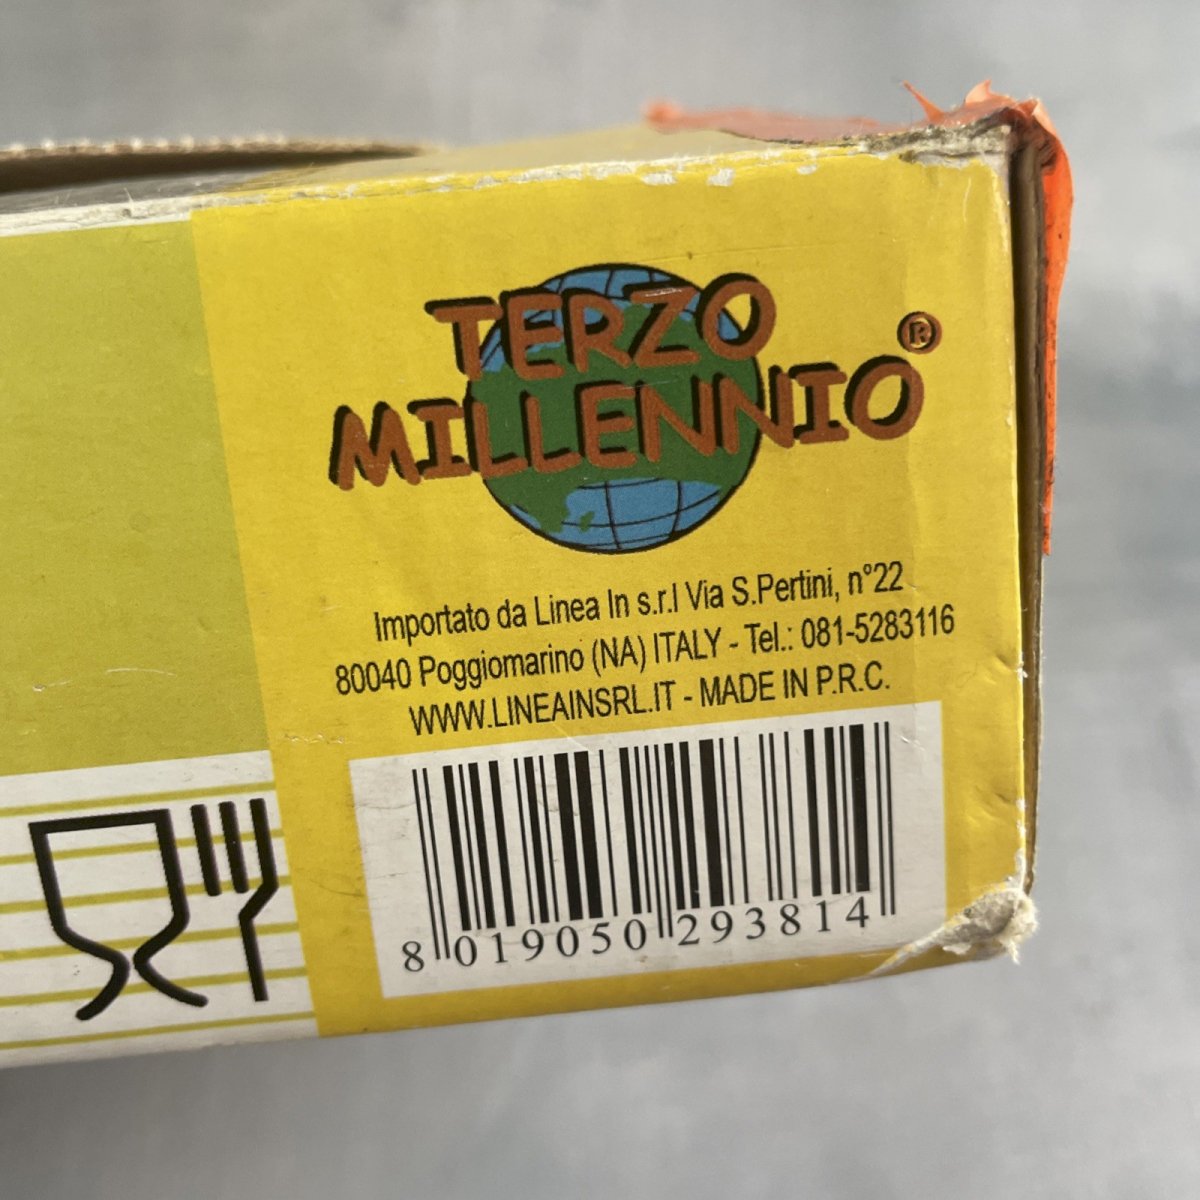 TERZO
MILLENNIO®
Importato da Linea In s.r.l Via S.Pertini, n°22
80040 Poggiomarino (NA) ITALY - Tel.: 081-5283116
WWW.LINEAINSRL.IT - MADE IN P.R.C.
8 019050 293814